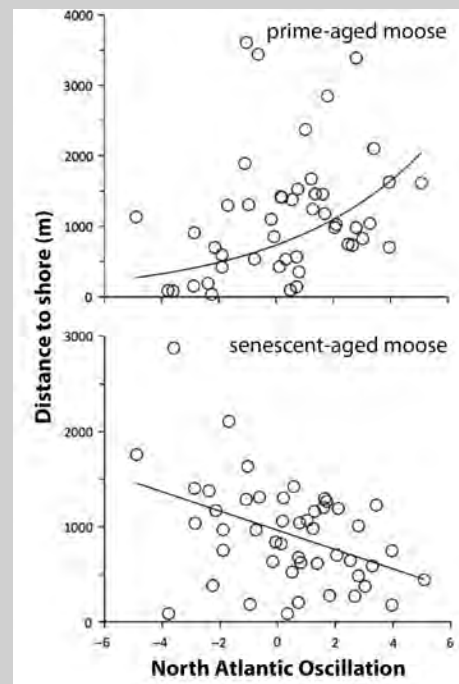 4000
prime-aged moose
3000
2000
1000
0
Distance to shore (m)
3000
senescent-aged moose
2000
1000
0
−6 −4 −2 0 2 4 6
North Atlantic Oscillation